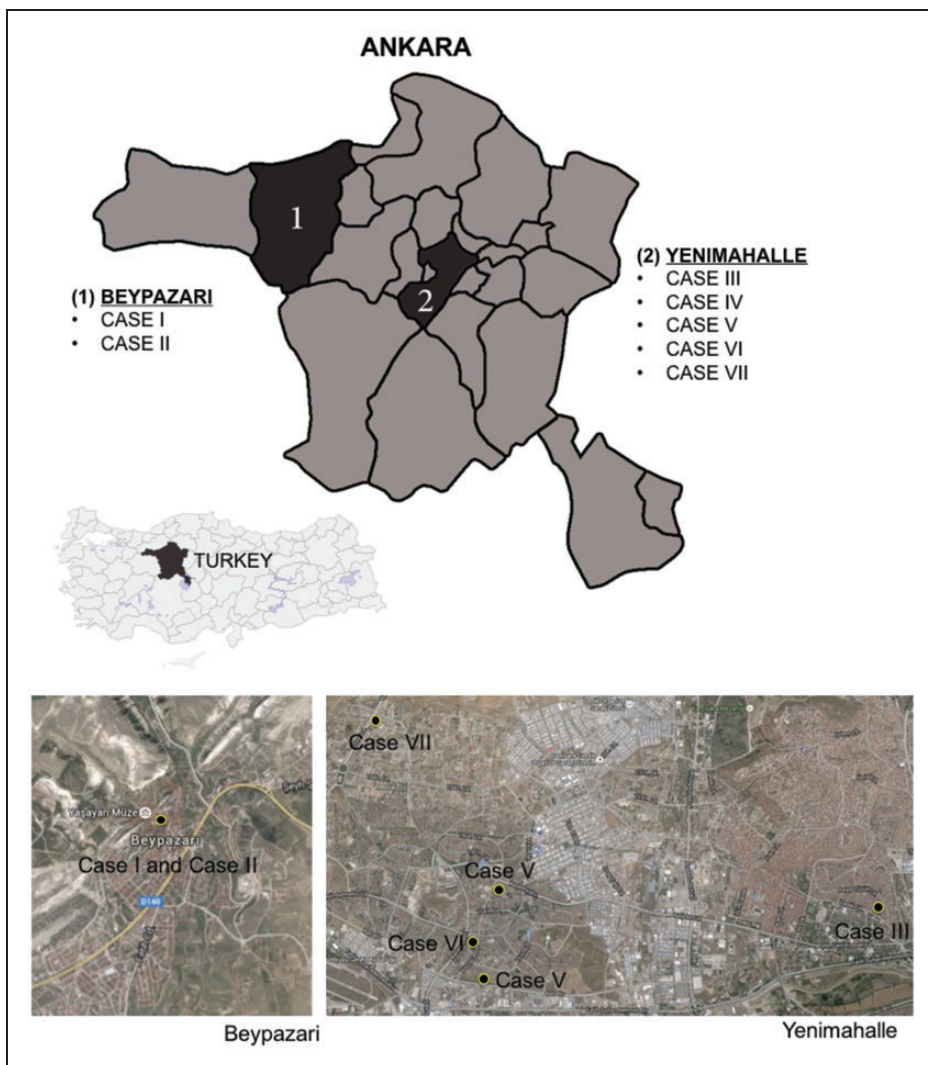 ANKARA
1
2
(1) BEYPAZARI
• CASE I
• CASE II
(2) YENIMAHALLE
• CASE III
• CASE IV
• CASE V
• CASE VI
• CASE VII
TURKEY
Yaşayan Müze
Beypazarı
Case I and Case II
D140
Case VII
Case V
Case VI
Case V
Case III
Beypazari
Yenimahalle